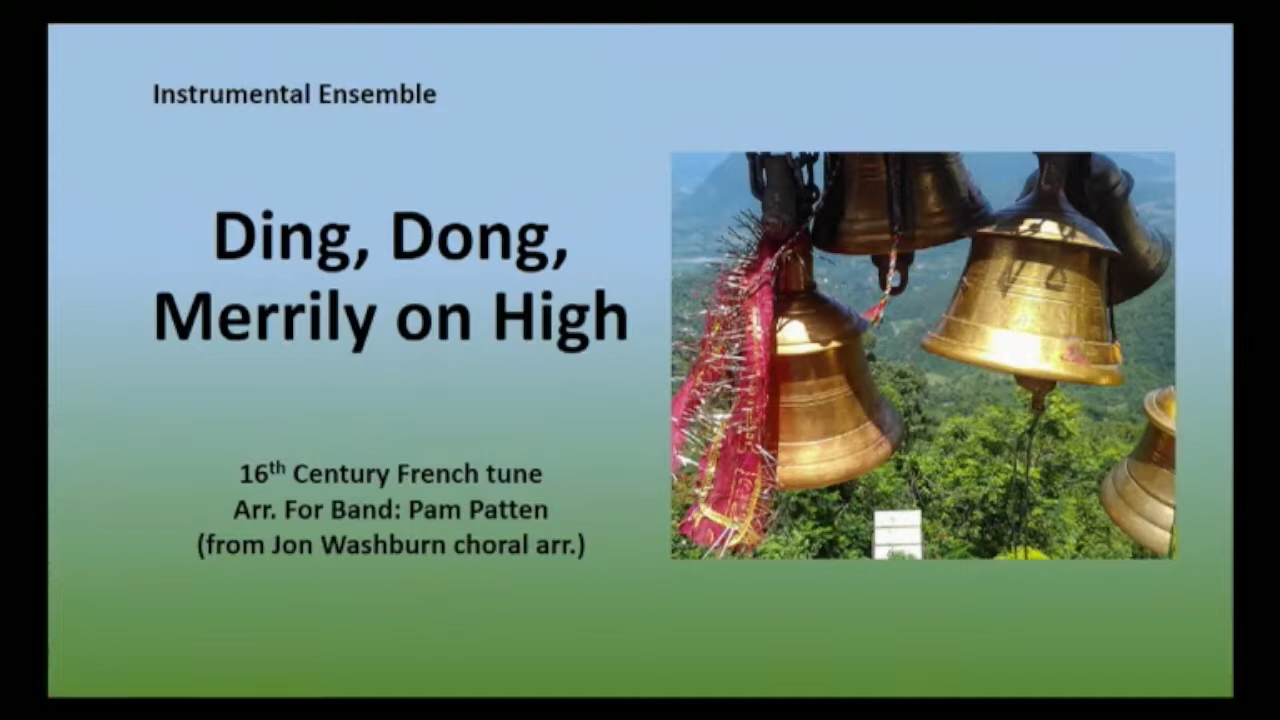 Instrumental Ensemble
Ding, Dong,
Merrily on High
16th Century French tune
Arr. For Band: Pam Patten
(from Jon Washburn choral arr.)